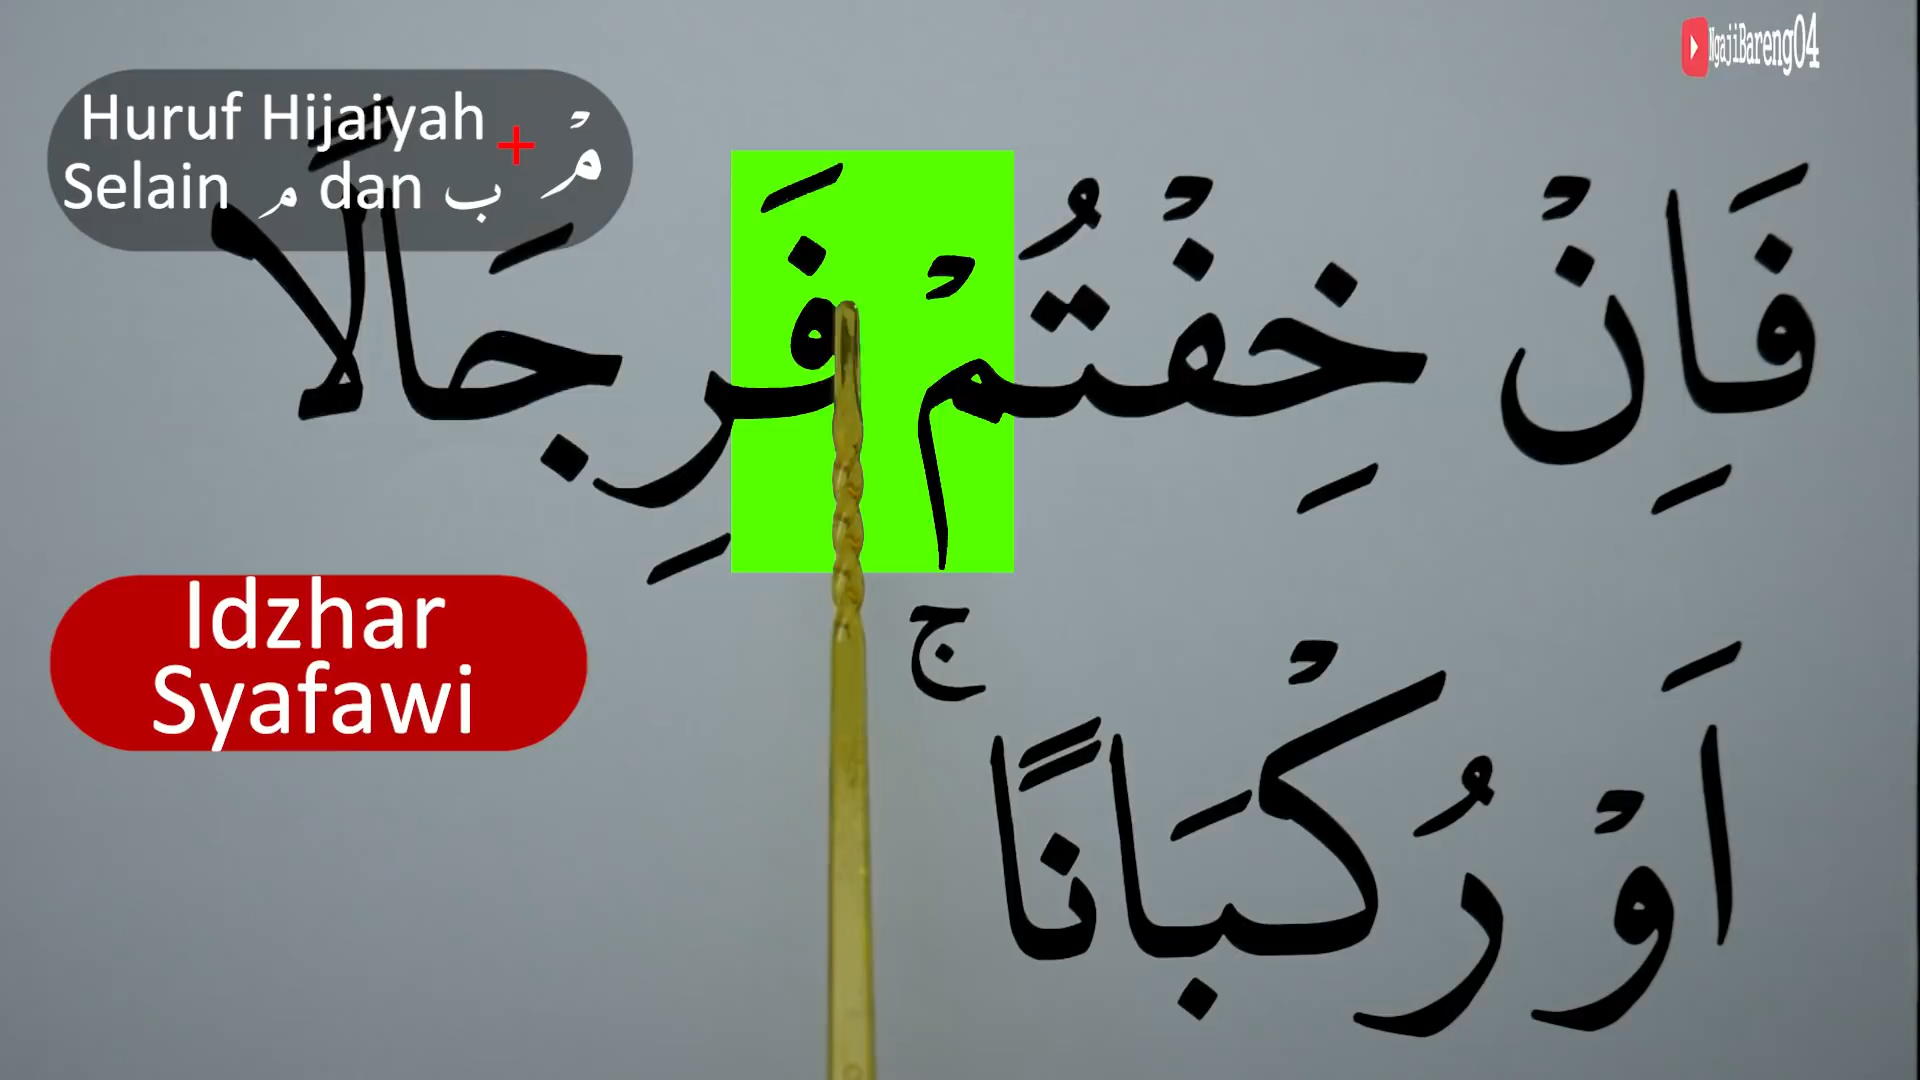 NgajiBareng04
Huruf Hijaiyah + مْ
Selain م dan ب
فَاِنْ خِفْتُمْ فَرِجَالًا
Idzhar
Syafawi
اَوْ رُكْبَانًا ۚ